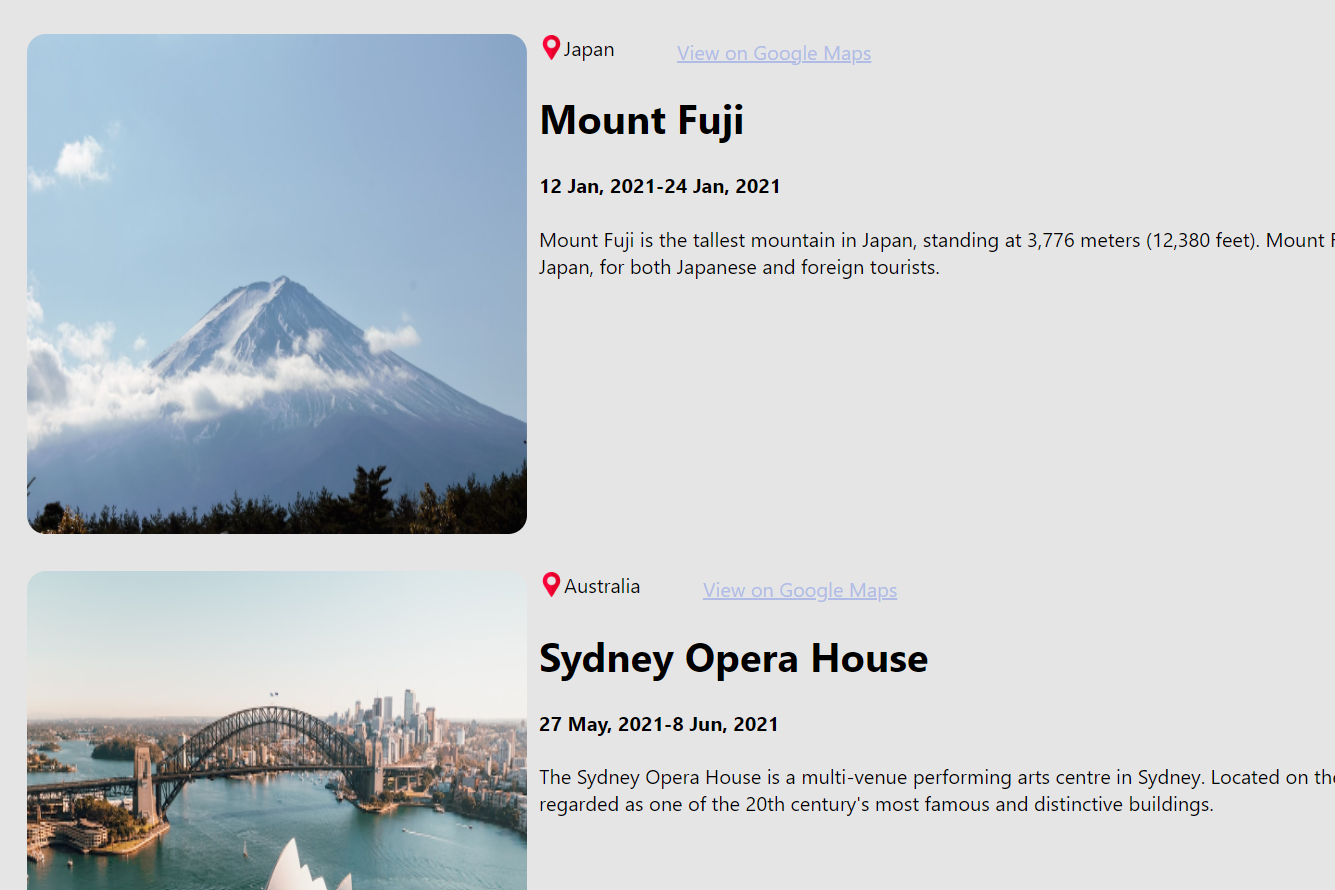 Japan View on Google Maps
Mount Fuji
12 Jan, 2021-24 Jan, 2021
Mount Fuji is the tallest mountain in Japan, standing at 3,776 meters (12,380 feet). Mount
Japan, for both Japanese and foreign tourists.
Australia View on Google Maps
Sydney Opera House
27 May, 2021-8 Jun, 2021
The Sydney Opera House is a multi-venue performing arts centre in Sydney. Located on the
regarded as one of the 20th century's most famous and distinctive buildings.